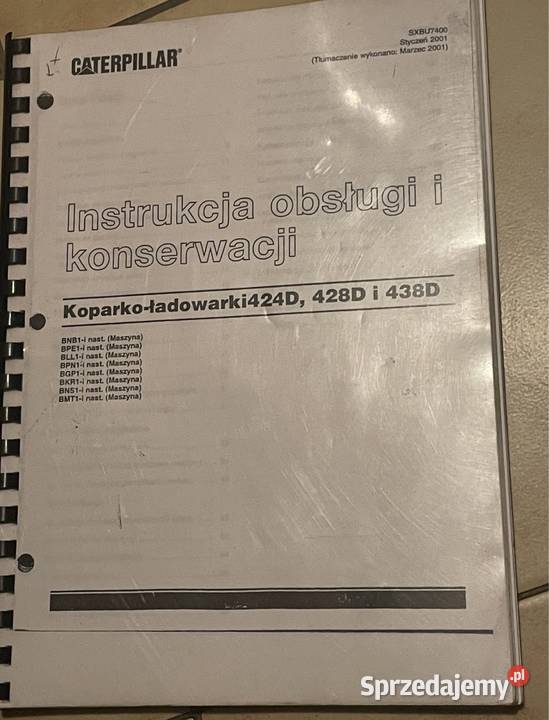 CATERPILLAR®
SXBU7400
Styczeń 2001
(Tłumaczenie wykonano: Marzec 2001)
Instrukcja obsługi i
konserwacji
Koparko-ładowarki424D, 428D i 438D
BNB1-i nast. (Maszyna)
BPE1-i nast. (Maszyna)
BLL1-i nast. (Maszyna)
BPN1-i nast. (Maszyna)
BGP1-i nast. (Maszyna)
BKR1-i nast. (Maszyna)
BNS1-i nast. (Maszyna)
BMT1-i nast. (Maszyna)
Sprzedajemy.pl